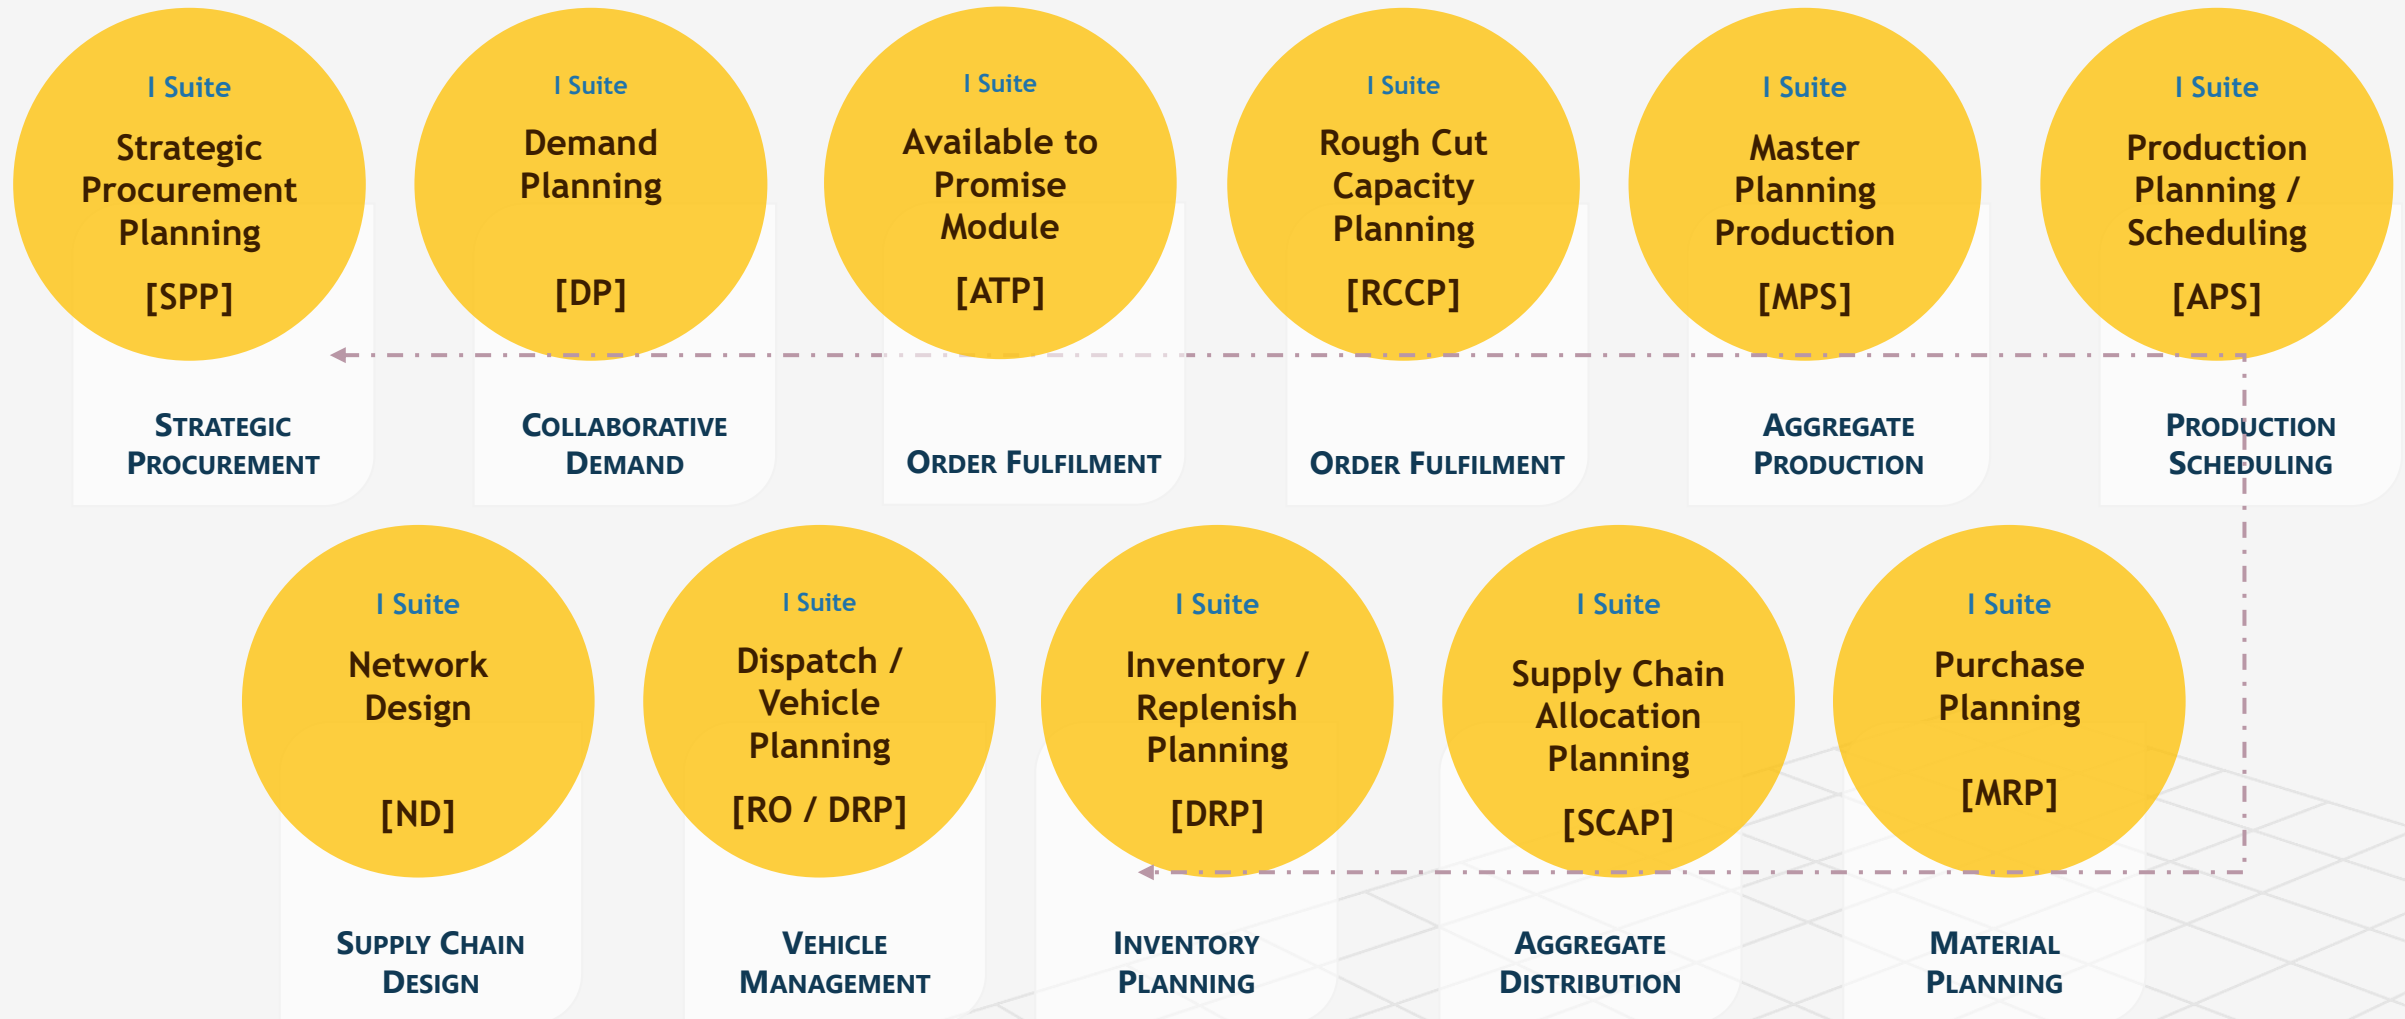 I Suite
Strategic
Procurement
Planning
[SPP]
STRATEGIC
PROCUREMENT
I Suite
Demand
Planning
[DP]
COLLABORATIVE
DEMAND
I Suite
Available to
Promise
Module
[ATP]
ORDER FULFILMENT
I Suite
Rough Cut
Capacity
Planning
[RCCP]
ORDER FULFILMENT
I Suite
Master
Planning
Production
[MPS]
AGGREGATE
PRODUCTION
I Suite
Production
Planning /
Scheduling
[APS]
PRODUCTION
SCHEDULING
I Suite
Network
Design
[ND]
SUPPLY CHAIN
DESIGN
I Suite
Dispatch /
Vehicle
Planning
[RO / DRP]
VEHICLE
MANAGEMENT
I Suite
Inventory /
Replenish
Planning
[DRP]
INVENTORY
PLANNING
I Suite
Supply Chain
Allocation
Planning
[SCAP]
AGGREGATE
DISTRIBUTION
I Suite
Purchase
Planning
[MRP]
MATERIAL
PLANNING